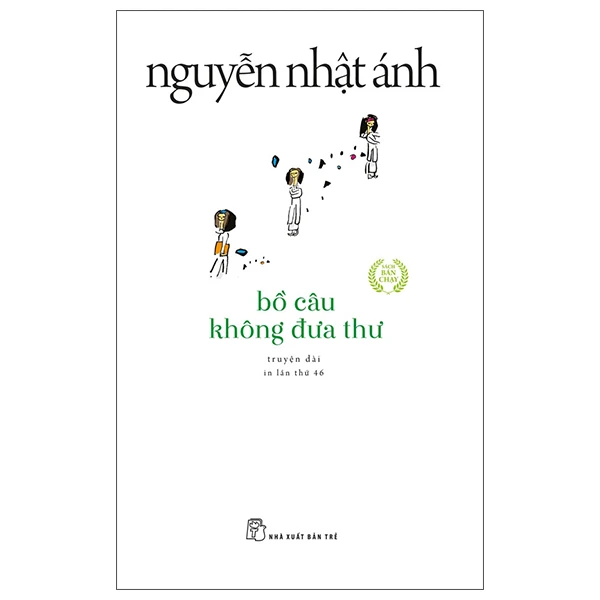 nguyễn nhật ánh
SÁCH
BÁN
CHẠY
bồ câu
không đưa thư
truyện dài
in lần thứ 46
NHÀ XUẤT BẢN TRẺ